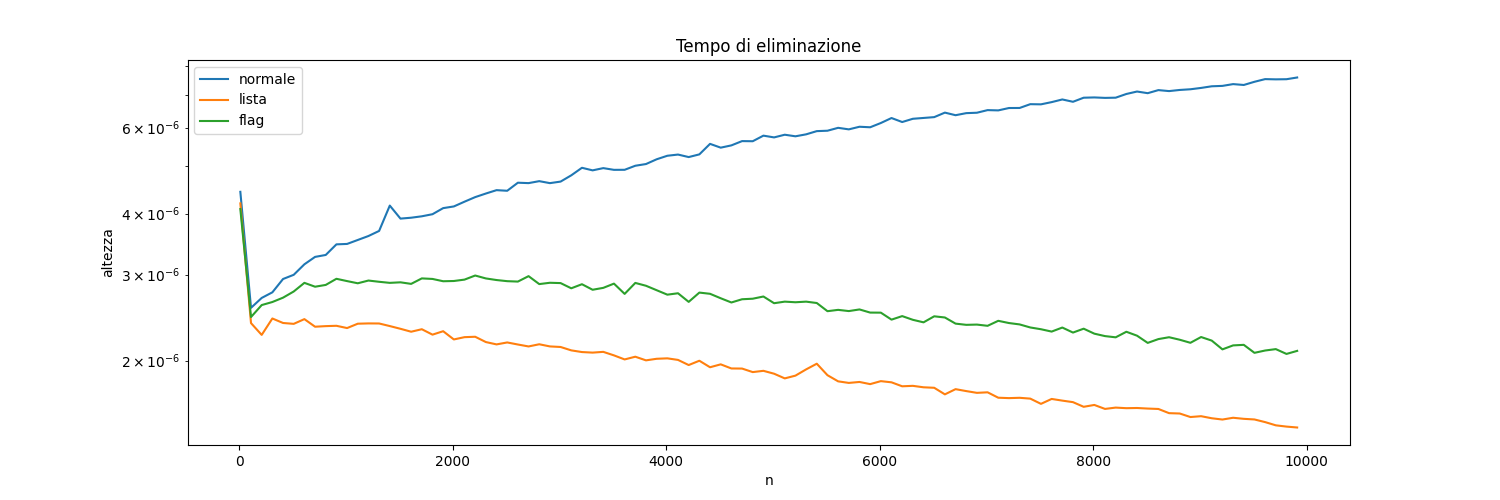 Tempo di eliminazione
normale
lista
flag
altezza
6 × 10⁻⁶
4 × 10⁻⁶
3 × 10⁻⁶
2 × 10⁻⁶
0 2000 4000 6000 8000 10000
n